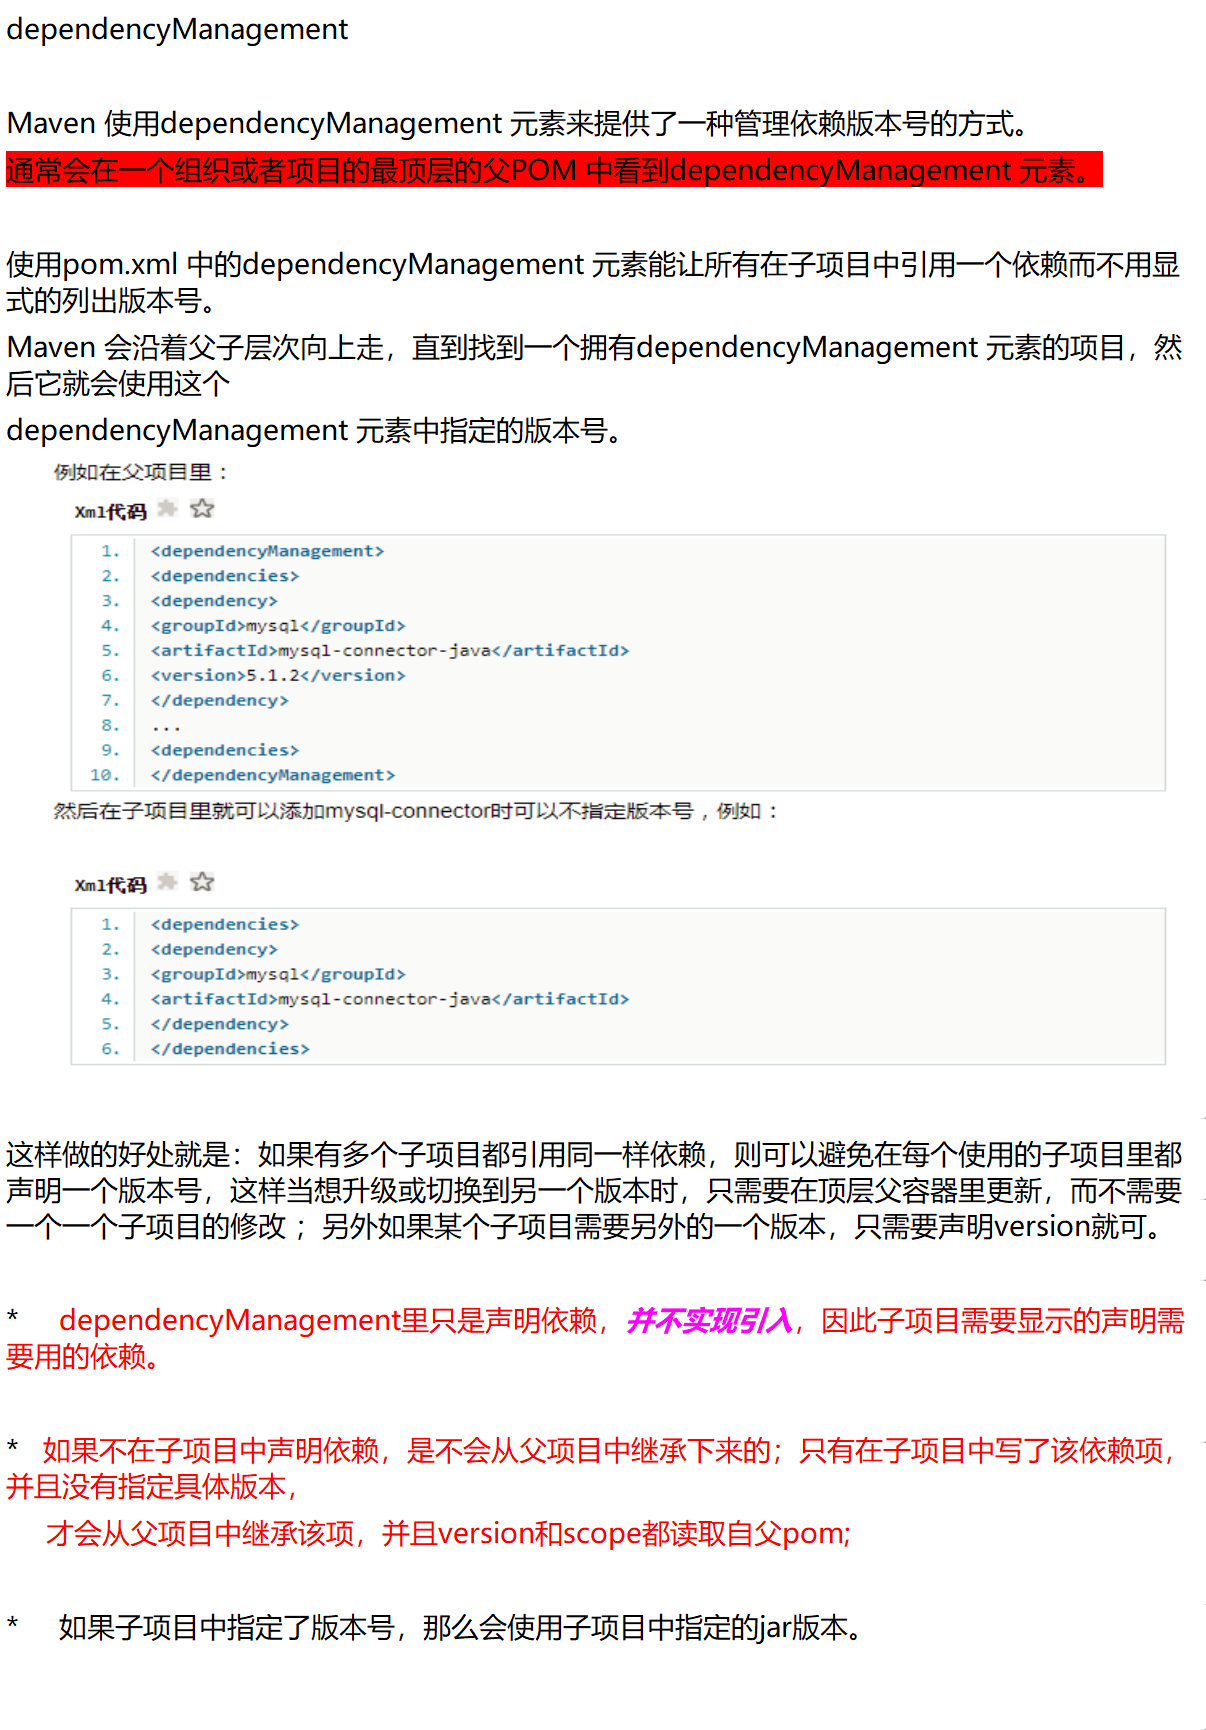 dependencyManagement
Maven 使用dependencyManagement 元素来提供了一种管理依赖版本号的方式。
通常会在一个组织或者项目的最顶层的父POM 中看到dependencyManagement 元素。
使用pom.xml 中的dependencyManagement 元素能让所有在子项目中引用一个依赖而不用显
式的列出版本号。
Maven 会沿着父子层次向上走，直到找到一个拥有dependencyManagement 元素的项目，然
后它就会使用这个
dependencyManagement 元素中指定的版本号。
例如在父项目里：
Xml代码
1. <dependencyManagement>
2. <dependencies>
3. <dependency>
4. <groupId>mysql</groupId>
5. <artifactId>mysql-connector-java</artifactId>
6. <version>5.1.2</version>
7. </dependency>
8. ...
9. <dependencies>
10. </dependencyManagement>
然后在子项目里就可以添加mysql-connector时可以不指定版本号，例如：
Xml代码
1. <dependencies>
2. <dependency>
3. <groupId>mysql</groupId>
4. <artifactId>mysql-connector-java</artifactId>
5. </dependency>
6. </dependencies>
这样做的好处就是：如果有多个子项目都引用同一样依赖，则可以避免在每个使用的子项目里都
声明一个版本号，这样当想升级或切换到另一个版本时，只需要在顶层父容器里更新，而不需要
一个一个子项目的修改 ；另外如果某个子项目需要另外的一个版本，只需要声明version就可。
* dependencyManagement里只是声明依赖，并不实现引入，因此子项目需要显示的声明需
要用的依赖。
* 如果不在子项目中声明依赖，是不会从父项目中继承下来的；只有在子项目中写了该依赖项，
并且没有指定具体版本，
才会从父项目中继承该项，并且version和scope都读取自父pom;
* 如果子项目中指定了版本号，那么会使用子项目中指定的jar版本。